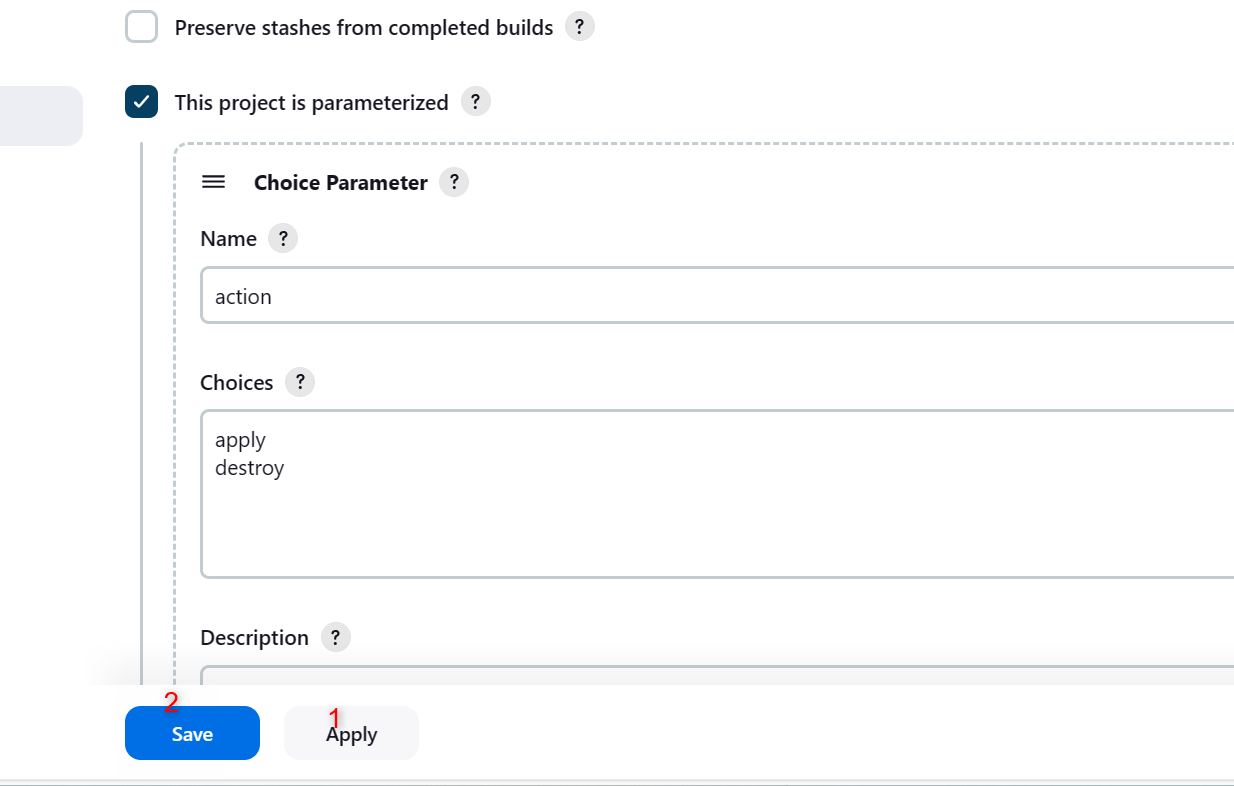 Preserve stashes from completed builds ?
This project is parameterized ?
Choice Parameter ?
Name ?
action
Choices ?
apply
destroy
Description ?
2
1
Save
Apply